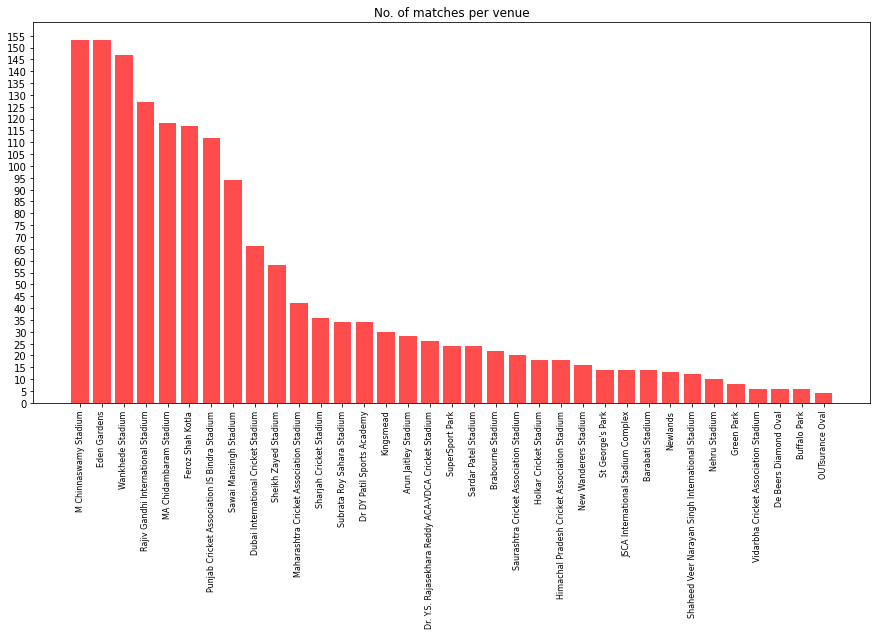 No. of matches per venue
155
150
145
140
135
130
125
120
115
110
105
100
95
90
85
80
75
70
65
60
55
50
45
40
35
30
25
20
15
10
5
0
M Chinnaswamy Stadium
Eden Gardens
Wankhede Stadium
Rajiv Gandhi International Stadium
MA Chidambaram Stadium
Feroz Shah Kotla
Punjab Cricket Association IS Bindra Stadium
Sawai Mansingh Stadium
Dubai International Cricket Stadium
Sheikh Zayed Stadium
Maharashtra Cricket Association Stadium
Sharjah Cricket Stadium
Subrata Roy Sahara Stadium
Dr DY Patil Sports Academy
Kingsmead
Arun Jaitley Stadium
Dr. Y.S. Rajasekhara Reddy ACA-VDCA Cricket Stadium
SuperSport Park
Sardar Patel Stadium
Brabourne Stadium
Saurashtra Cricket Association Stadium
Holkar Cricket Stadium
Himachal Pradesh Cricket Association Stadium
New Wanderers Stadium
St George's Park
JSCA International Stadium Complex
Barabati Stadium
Newlands
Shaheed Veer Narayan Singh International Stadium
Nehru Stadium
Green Park
Vidarbha Cricket Association Stadium
De Beers Diamond Oval
Buffalo Park
OUTsurance Oval